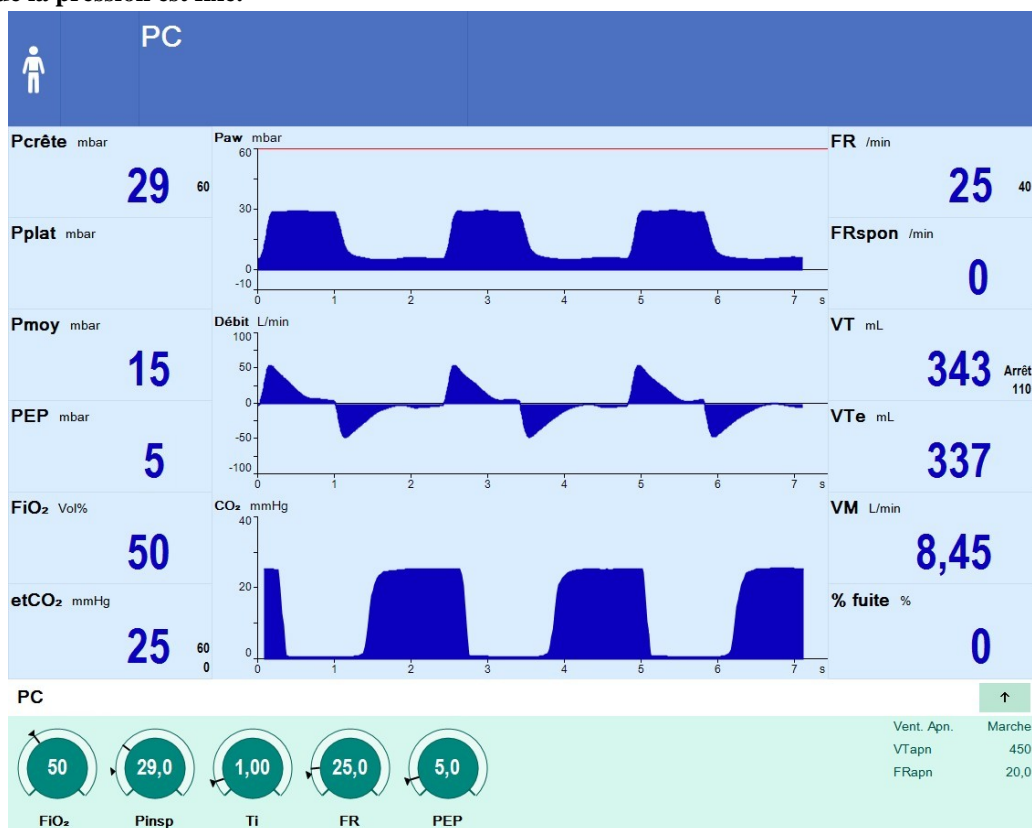 de la pression est fixe.
PC
Pcrête mbar
29 60
Pplat mbar
Pmoy mbar
15
PEP mbar
5
FiO₂ Vol%
50
etCO₂ mmHg
25 60
0
Paw mbar
60
30
0
-10
0 1 2 3 4 5 6 7 s
Débit L/min
100
50
0
-50
-100
0 1 2 3 4 5 6 7 s
CO₂ mmHg
40
20
0
0 1 2 3 4 5 6 7 s
FR /min
25 40
FRspon /min
0
VT mL
343 Arrêt
110
VTe mL
337
VM L/min
8,45
% fuite %
0
PC
Vent. Apn. Marche
VTapn 450
FRapn 20,0
50 29,0 1,00 25,0 5,0
FiO₂ Pinsp Ti FR PEP